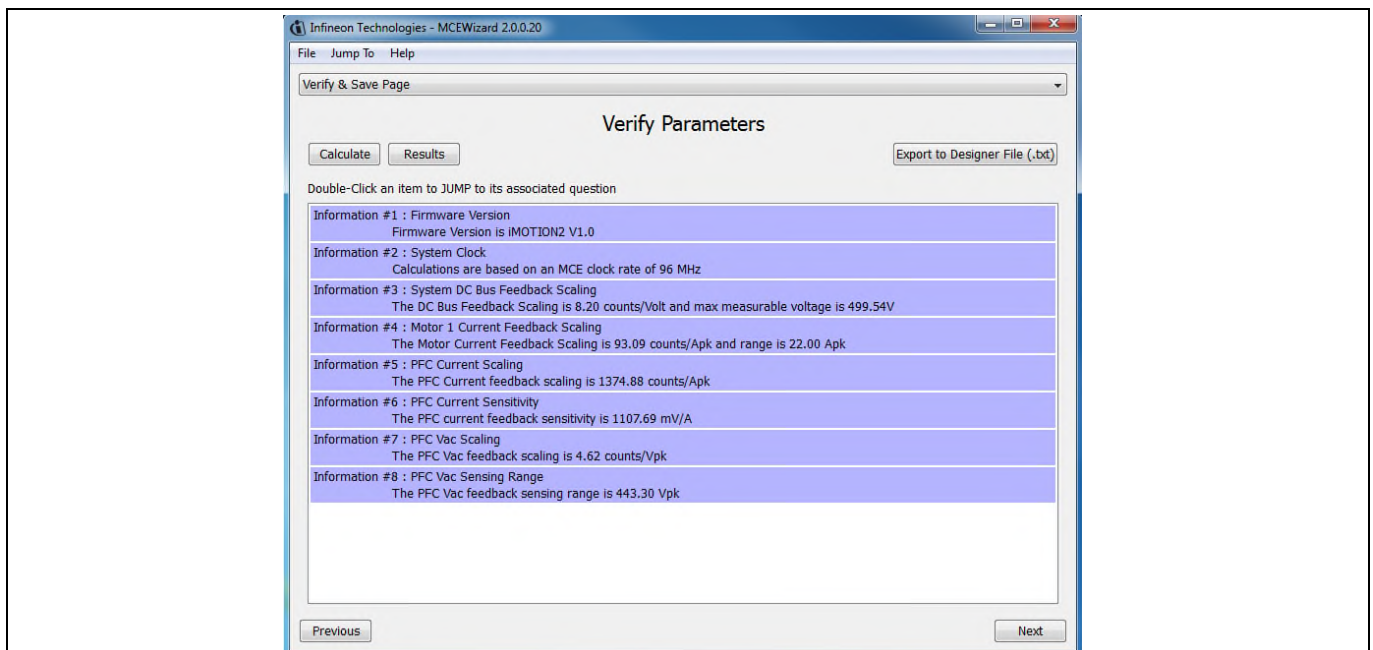 Infineon Technologies - MCEWizard 2.0.0.20
File Jump To Help
Verify & Save Page
Verify Parameters
Calculate Results Export to Designer File (.txt)
Double-Click an item to JUMP to its associated question
Information #1 : Firmware Version
Firmware Version is iMOTION2 V1.0
Information #2 : System Clock
Calculations are based on an MCE clock rate of 96 MHz
Information #3 : System DC Bus Feedback Scaling
The DC Bus Feedback Scaling is 8.20 counts/Volt and max measurable voltage is 499.54V
Information #4 : Motor 1 Current Feedback Scaling
The Motor Current Feedback Scaling is 93.09 counts/Apk and range is 22.00 Apk
Information #5 : PFC Current Scaling
The PFC Current feedback scaling is 1374.88 counts/Apk
Information #6 : PFC Current Sensitivity
The PFC current feedback sensitivity is 1107.69 mV/A
Information #7 : PFC Vac Scaling
The PFC Vac feedback scaling is 4.62 counts/Vpk
Information #8 : PFC Vac Sensing Range
The PFC Vac feedback sensing range is 443.30 Vpk
Previous Next